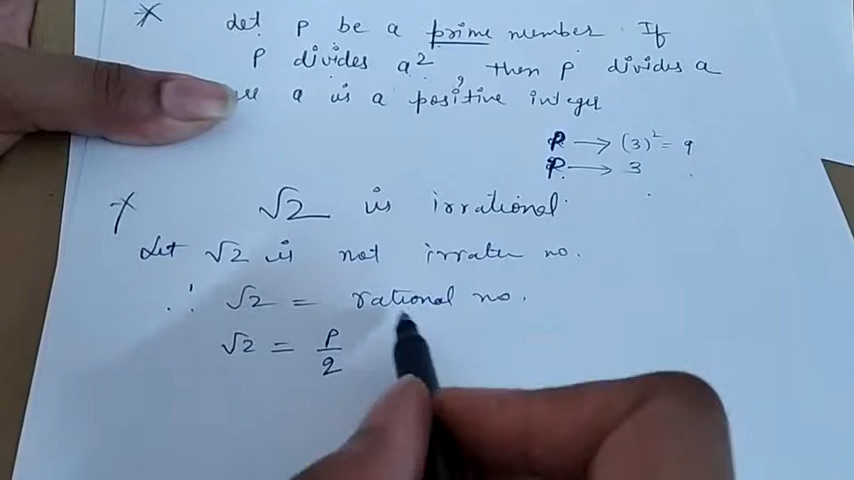 * Let P be a prime number. If
P divides a², then P divides a
a is a positive integer
P → (3)² = 9
P → 3
* √2 is irrational.
Let √2 is not irratn no.
∴ √2 = rational no.
√2 = P/2